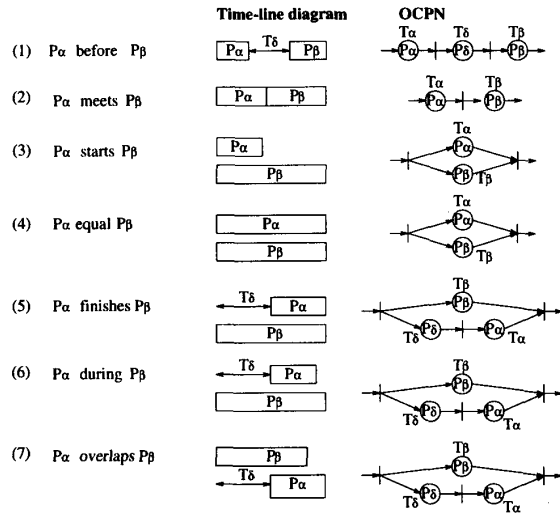 Time-line diagram OCPN
(1) Pα before Pβ Pα Tδ Pβ Tα Pα Tδ Pδ Tβ Pβ
(2) Pα meets Pβ Pα Pβ Tα Pα Tβ Pβ
(3) Pα starts Pβ Pα Pβ Tα Pα Pβ Tβ
(4) Pα equal Pβ Pα Pβ Tα Pα Pβ Tβ
(5) Pα finishes Pβ Tδ Pα Pβ Tβ Pβ Tδ Pδ Pα Tα
(6) Pα during Pβ Tδ Pα Pβ Tβ Pβ Tδ Pδ Pα Tα
(7) Pα overlaps Pβ Pβ Tδ Pα Tβ Pβ Tδ Pδ Pα Tα